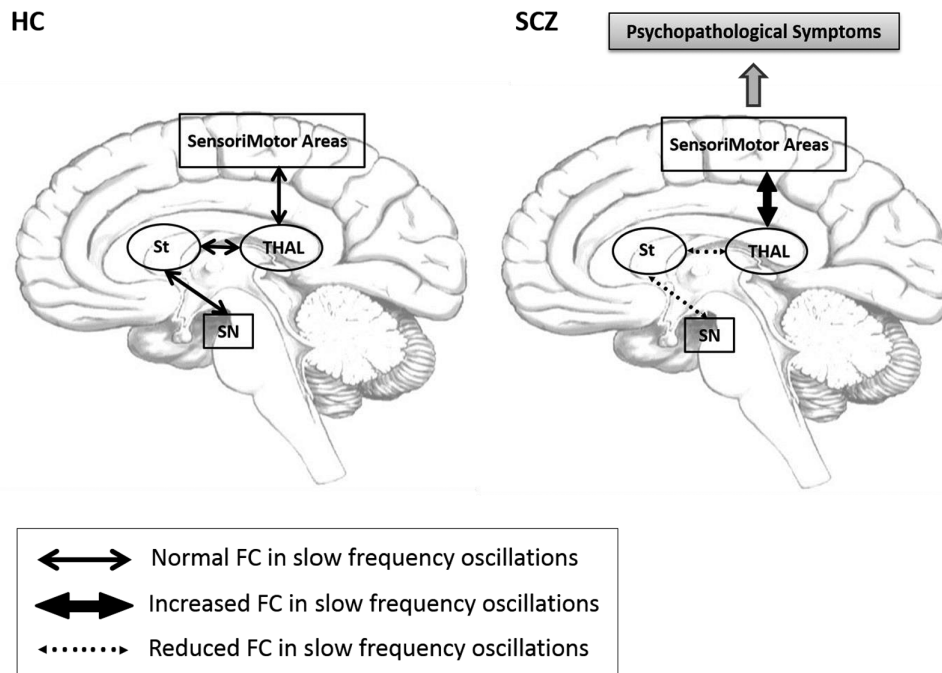 HC
SensoriMotor Areas
St
THAL
SN
SCZ
Psychopathological Symptoms
SensoriMotor Areas
St
THAL
SN
Normal FC in slow frequency oscillations
Increased FC in slow frequency oscillations
Reduced FC in slow frequency oscillations